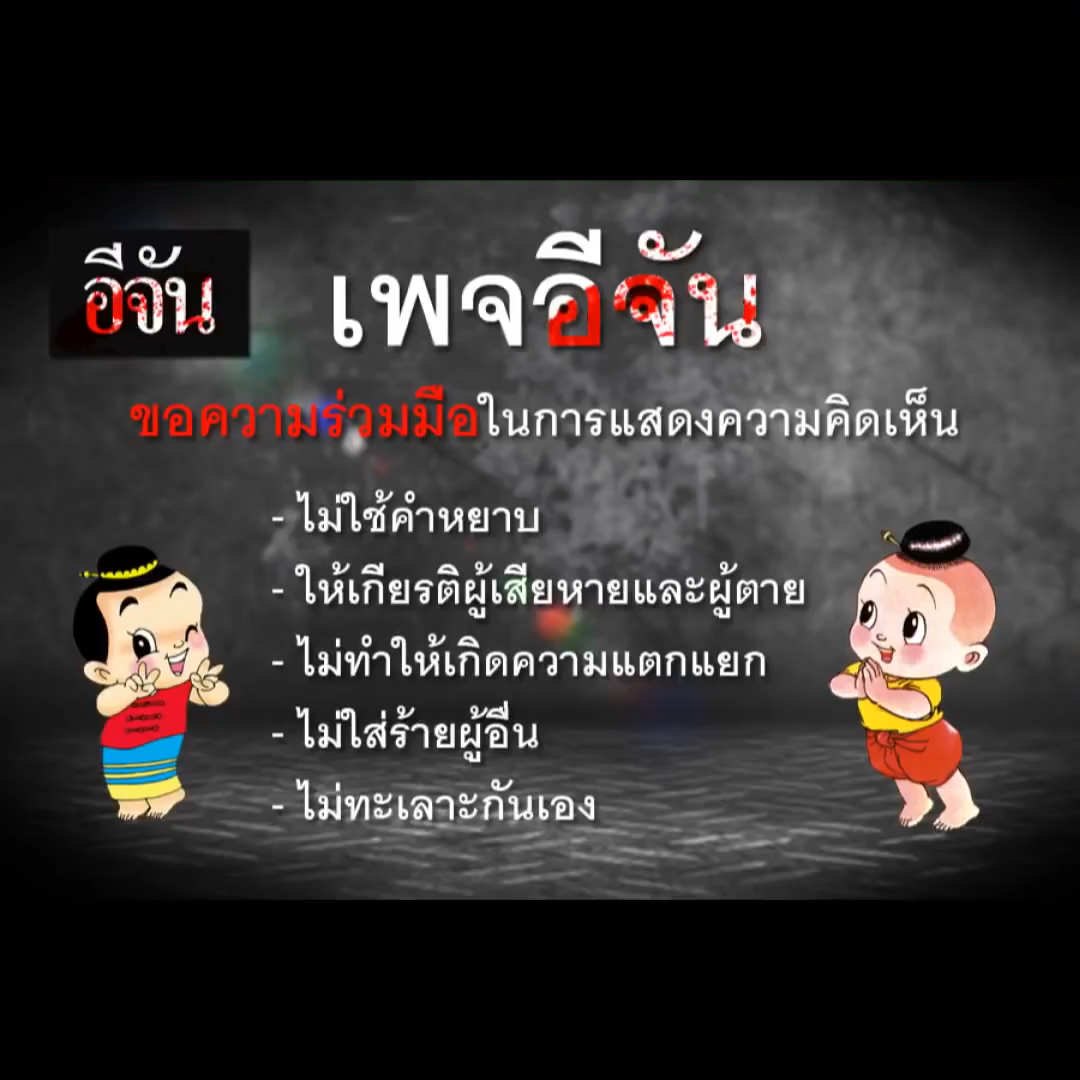 อีจัน
เพจอีจัน
ขอความร่วมมือในการแสดงความคิดเห็น
- ไม่ใช้คำหยาบ
- ให้เกียรติผู้เสียหายและผู้ตาย
- ไม่ทำให้เกิดความแตกแยก
- ไม่ใส่ร้ายผู้อื่น
- ไม่ทะเลาะกันเอง